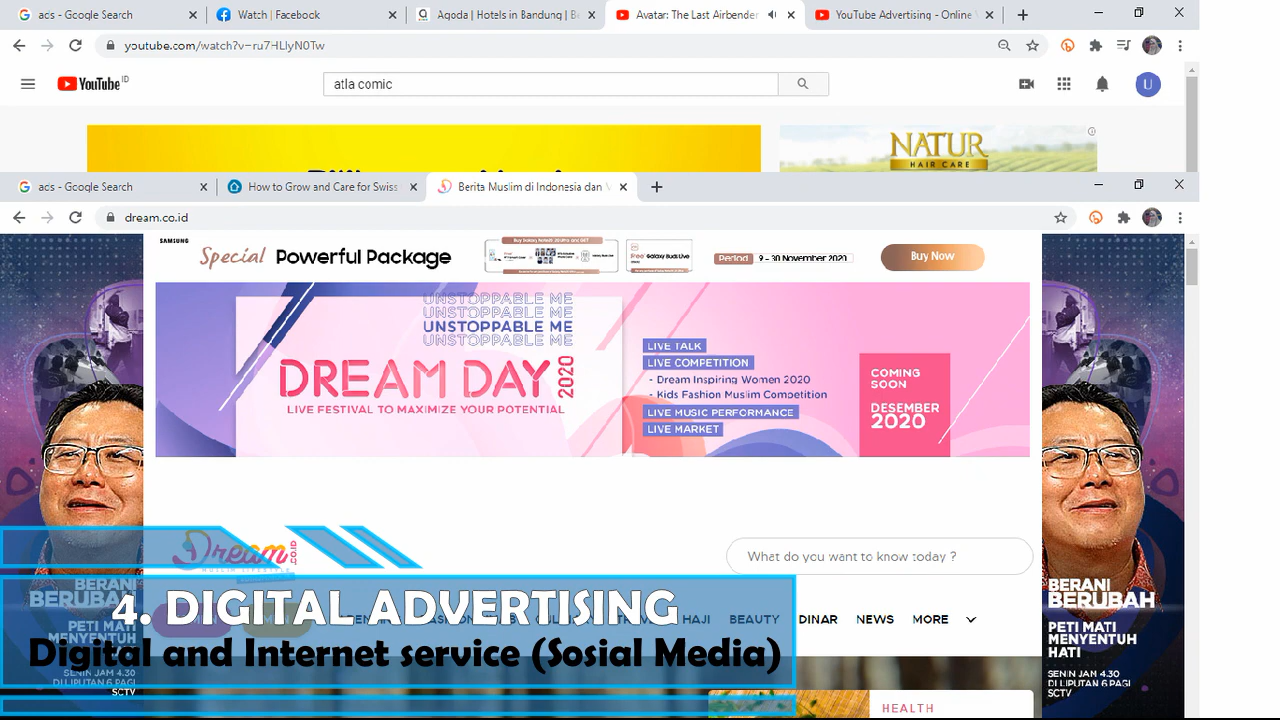 acs - Google Search
Watch | Facebook
Agoda | Hotels in Bandung | B
Avatar: The Last Airbender
YouTube Advertising - Online
youtube.com/watch?v=ru7HLlyN0Tw
YouTube ID
atla comic
U
NATUR
HAIR CARE
acs - Google Search
How to Grow and Care for Swiss
Berita Muslim di Indonesia dan
dream.co.id
SAMSUNG
Special Powerful Package
Period 9 - 30 November 2020
Buy Now
UNSTOPPABLE ME
UNSTOPPABLE ME
UNSTOPPABLE ME
UNSTOPPABLE ME
DREAM DAY 2020
LIVE FESTIVAL TO MAXIMIZE YOUR POTENTIAL
LIVE TALK
LIVE COMPETITION
- Dream Inspiring Women 2020
- Kids Fashion Muslim Competition
LIVE MUSIC PERFORMANCE
LIVE MARKET
COMING
SOON
DESEMBER
2020
Dream.CO.ID
MUSLIM LIFESTYLE
What do you want to know today ?
HAJI BEAUTY DINAR NEWS MORE
BERANI
BERUBAH
PETI MATI
MENYENTUH
HATI
SENIN JAM 4.30
DI LIPUTAN 6 PAGI
SCTV
4. DIGITAL ADVERTISING
Digital and Internet service (Sosial Media)
BERANI
BERUBAH
PETI MATI
MENYENTUH
HATI
SENIN JAM 4.30
DI LIPUTAN 6 PAGI
SCTV
HEALTH